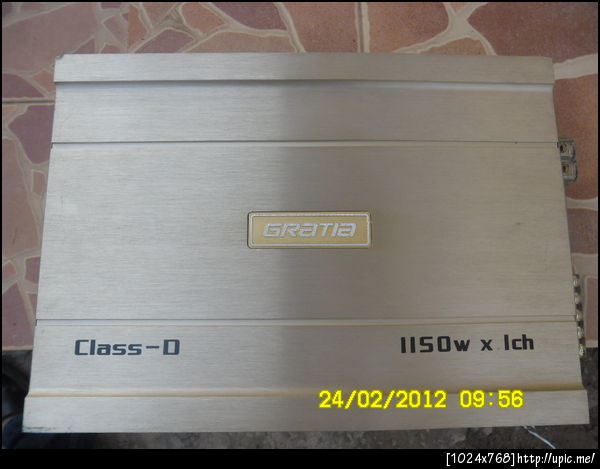 GRATIA
Class-D
1150w x 1ch
24/02/2012 09:56
[1024x768]http://upic.me/